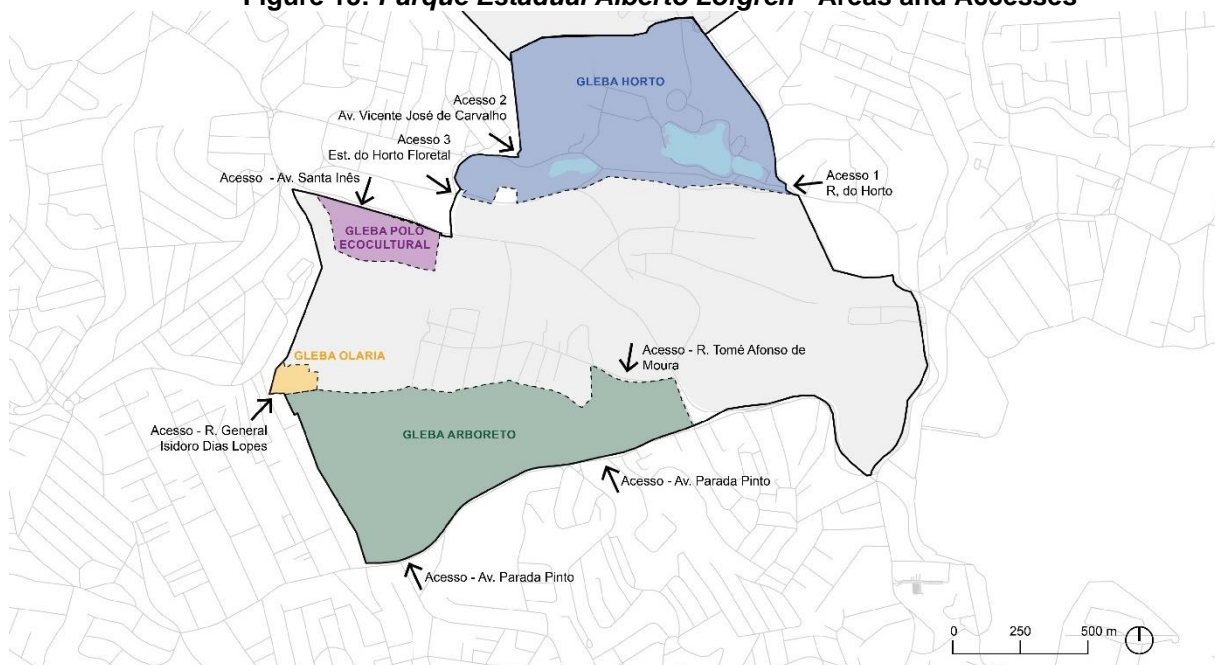 Figure 15: Parque Estadual Alberto Löfgren - Areas and Accesses
GLEBA HORTO
Acesso 2
Av. Vicente José de Carvalho
Acesso 3
Est. do Horto Floretal
Acesso - Av. Santa Inês
Acesso 1
R. do Horto
GLEBA POLO
ECOCULTURAL
GLEBA OLARIA
Acesso - R. Tomé Afonso de
Moura
Acesso - R. General
Isidoro Dias Lopes
GLEBA ARBORETO
Acesso - Av. Parada Pinto
Acesso - Av. Parada Pinto
0 250 500 m